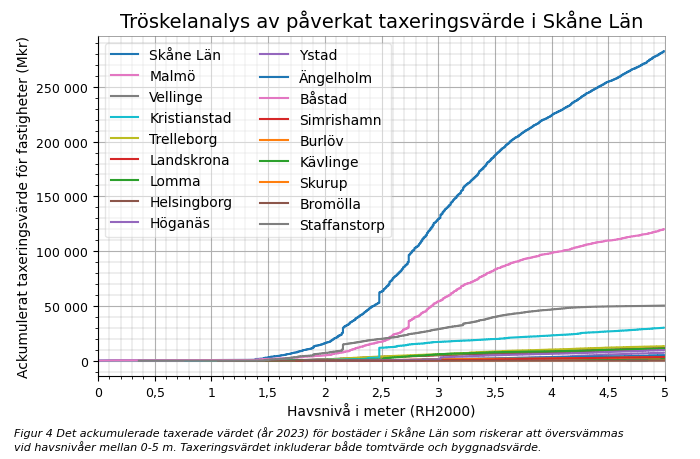 Tröskelanalys av påverkat taxeringsvärde i Skåne Län
Ackumulerat taxeringsvärde för fastigheter (Mkr)
250 000
200 000
150 000
100 000
50 000
0
Skåne Län
Malmö
Vellinge
Kristianstad
Trelleborg
Landskrona
Lomma
Helsingborg
Höganäs
Ystad
Ängelholm
Båstad
Simrishamn
Burlöv
Kävlinge
Skurup
Bromölla
Staffanstorp
0 0,5 1 1,5 2 2,5 3 3,5 4 4,5 5
Havsnivå i meter (RH2000)
Figur 4 Det ackumulerade taxerade värdet (år 2023) för bostäder i Skåne Län som riskerar att översvämmas
vid havsnivåer mellan 0-5 m. Taxeringsvärdet inkluderar både tomtvärde och byggnadsvärde.